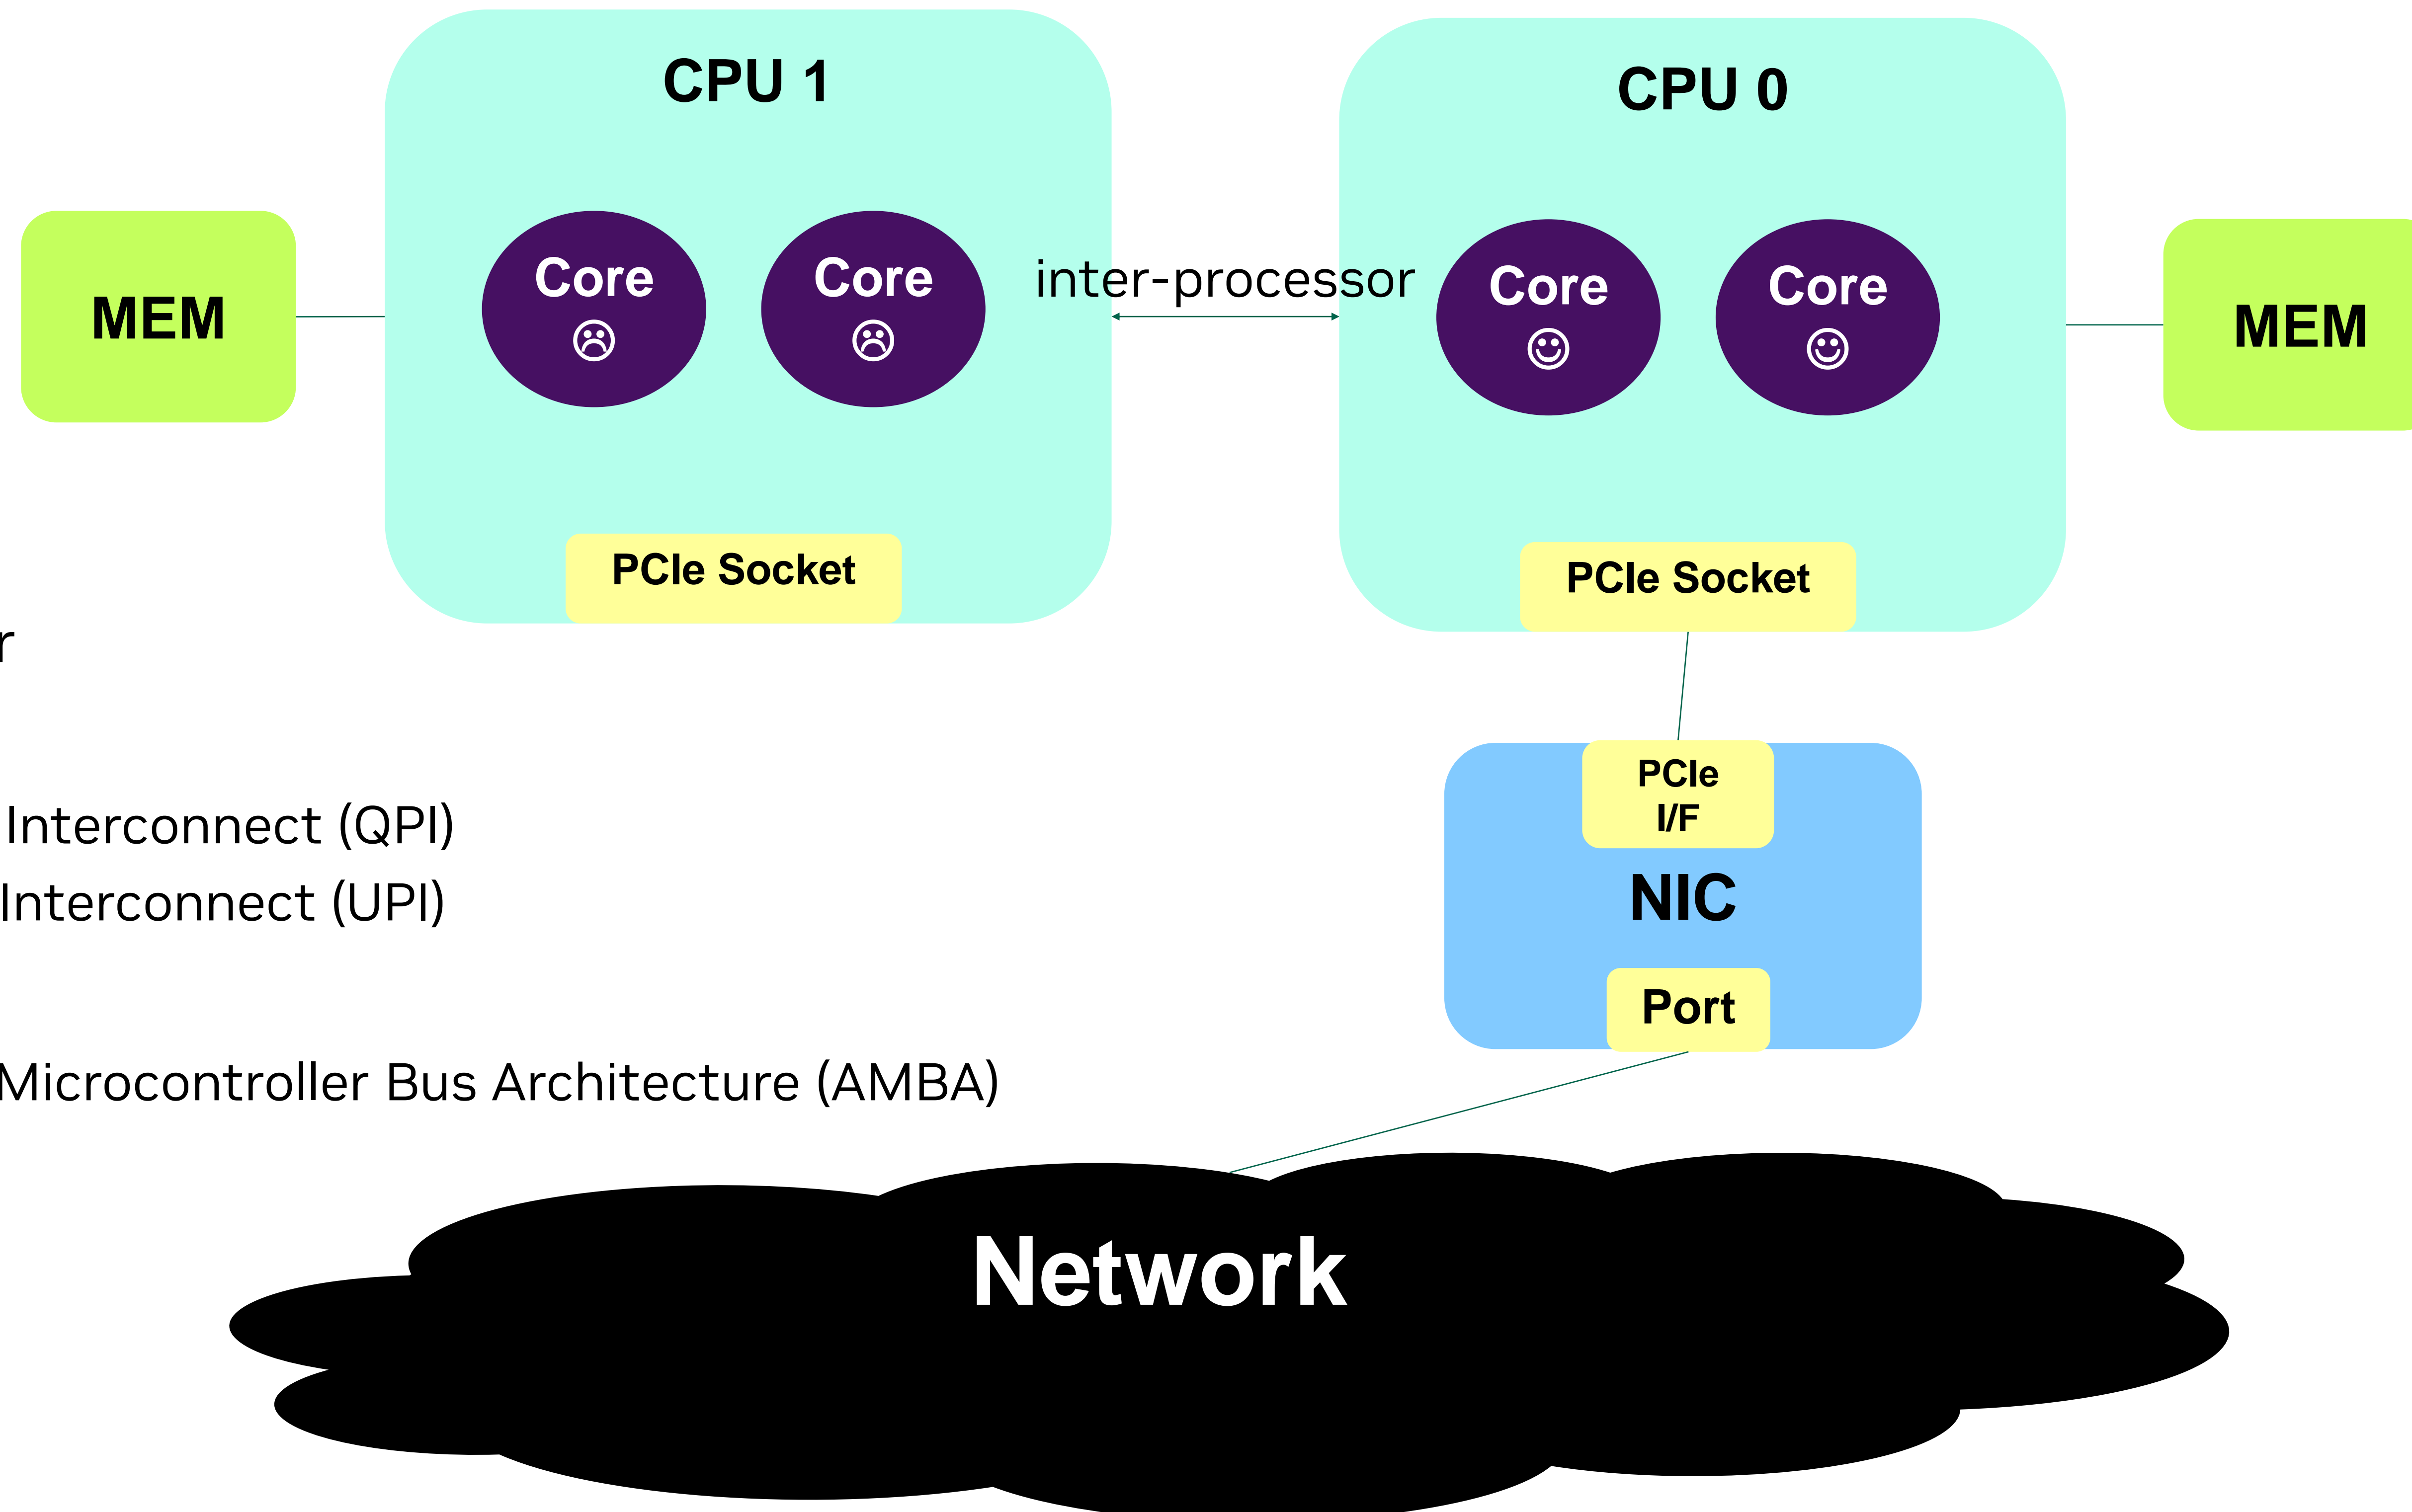 CPU 1
CPU 0
Core
☹
Core
☹
inter-processor
Core
☺
Core
☺
MEM
MEM
PCIe Socket
PCIe Socket
r
Interconnect (QPI)
Interconnect (UPI)
Microcontroller Bus Architecture (AMBA)
PCIe
I/F
NIC
Port
Network